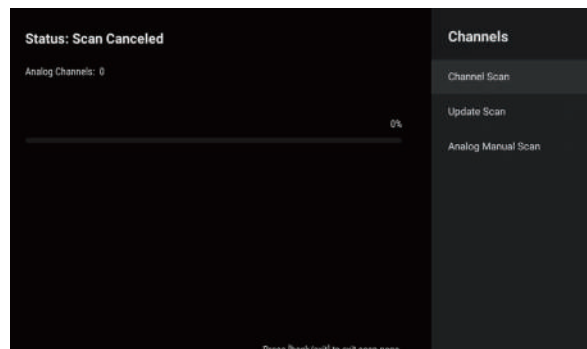 Status: Scan Canceled
Analog Channels: 0
0%
Channels
Channel Scan
Update Scan
Analog Manual Scan